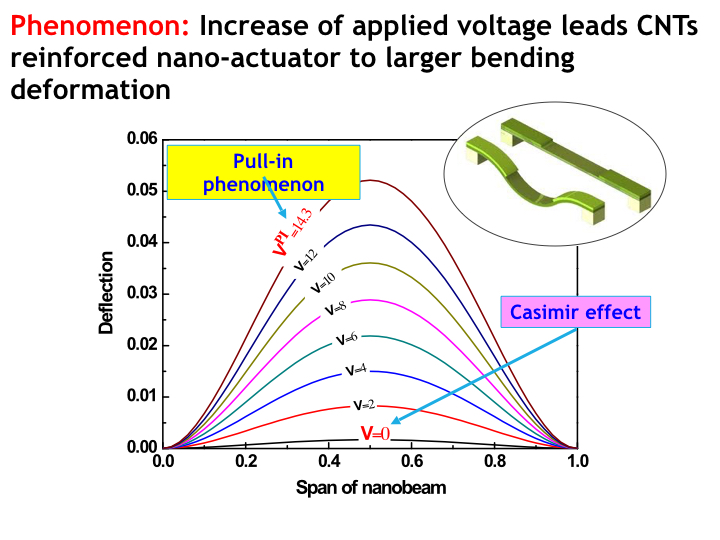 Phenomenon: Increase of applied voltage leads CNTs
reinforced nano-actuator to larger bending
deformation
0.06
Pull-in
phenomenon
0.05
V^PI=14.3
0.04
V=12
V=10
0.03
V=8
Casimir effect
Deflection
V=6
0.02
V=4
0.01
V=2
V=0
0.00
0.0 0.2 0.4 0.6 0.8 1.0
Span of nanobeam